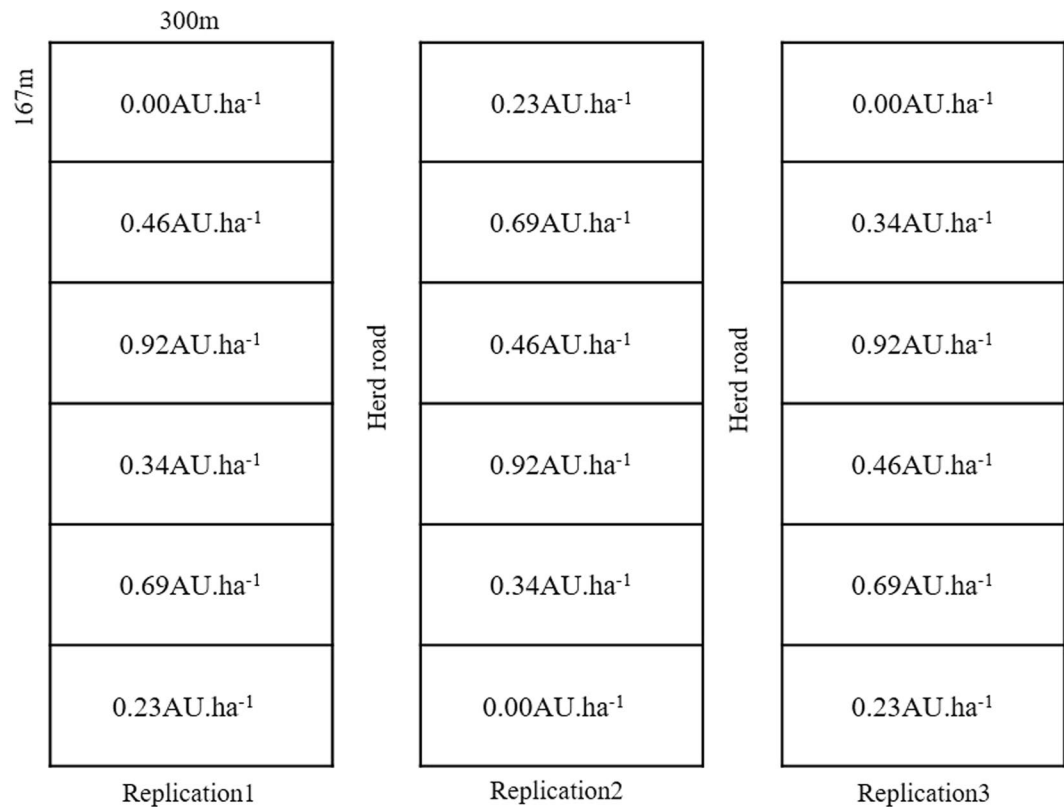 300m
167m
0.00AU.ha⁻¹
0.46AU.ha⁻¹
0.92AU.ha⁻¹
0.34AU.ha⁻¹
0.69AU.ha⁻¹
0.23AU.ha⁻¹
Replication1
Herd road
0.23AU.ha⁻¹
0.69AU.ha⁻¹
0.46AU.ha⁻¹
0.92AU.ha⁻¹
0.34AU.ha⁻¹
0.00AU.ha⁻¹
Replication2
Herd road
0.00AU.ha⁻¹
0.34AU.ha⁻¹
0.92AU.ha⁻¹
0.46AU.ha⁻¹
0.69AU.ha⁻¹
0.23AU.ha⁻¹
Replication3